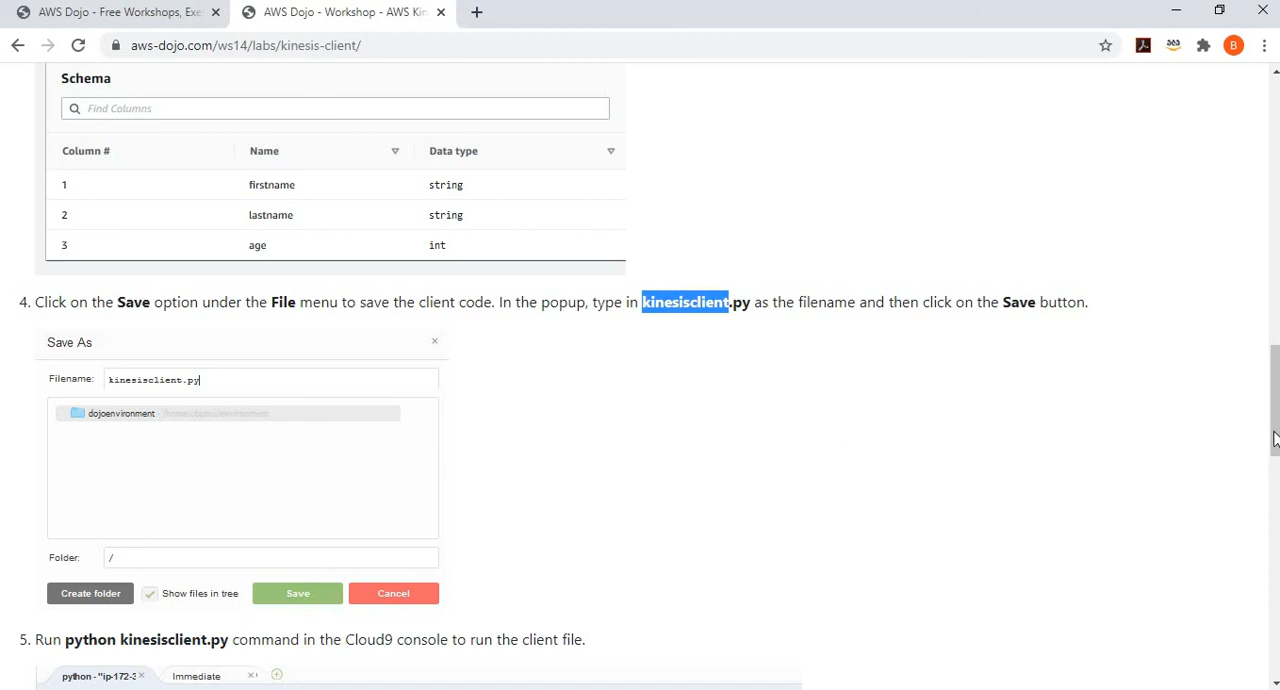 AWS Dojo - Free Workshops, Exe
AWS Dojo - Workshop - AWS Kin
B
aws-dojo.com/ws14/labs/kinesis-client/
Schema
Find Columns
Column # Name Data type
1 firstname string
2 lastname string
3 age int
4. Click on the Save option under the File menu to save the client code. In the popup, type in kinesisclient.py as the filename and then click on the Save button.
Save As
Filename: kinesisclient.py
dojoenvironment
Folder: /
Create folder Show files in tree Save Cancel
5. Run python kinesisclient.py command in the Cloud9 console to run the client file.
python - "ip-172-3 Immediate